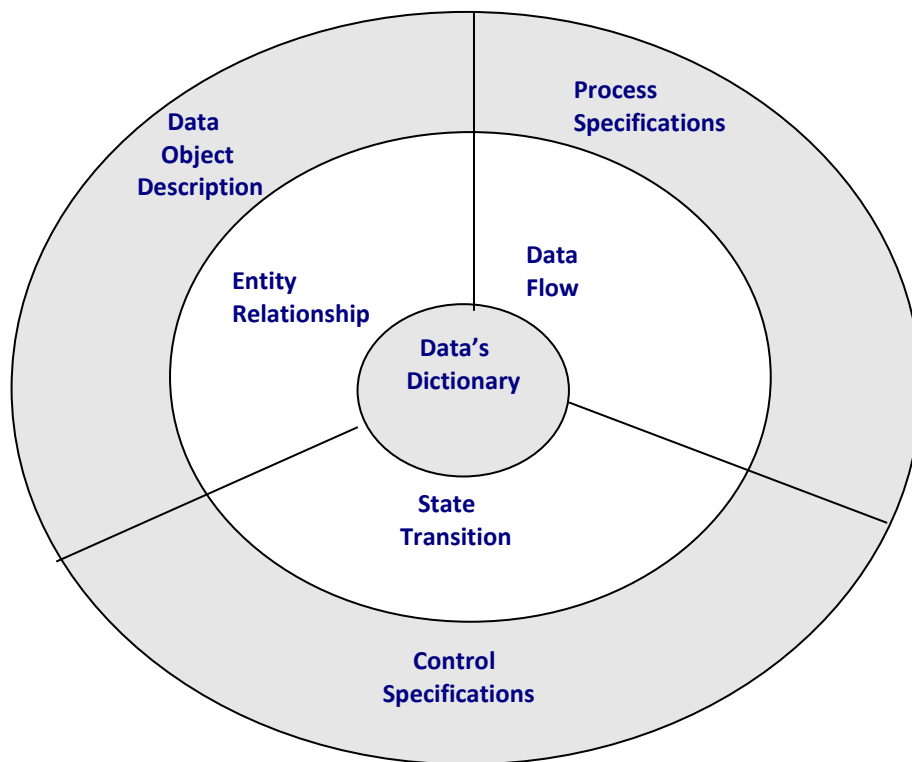 Data
Object
Description
Process
Specifications
Entity
Relationship
Data
Flow
Data’s
Dictionary
State
Transition
Control
Specifications